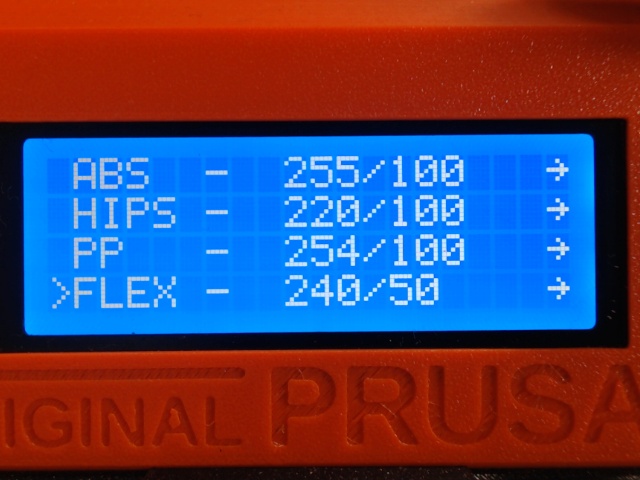 ABS - 255/100 →
HIPS - 220/100 →
PP - 254/100 →
>FLEX - 240/50 →
IGINAL PRUSA